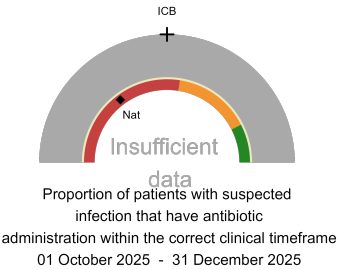 ICB
Nat
Insufficient
data
Proportion of patients with suspected
infection that have antibiotic
administration within the correct clinical timeframe
01 October 2025 - 31 December 2025